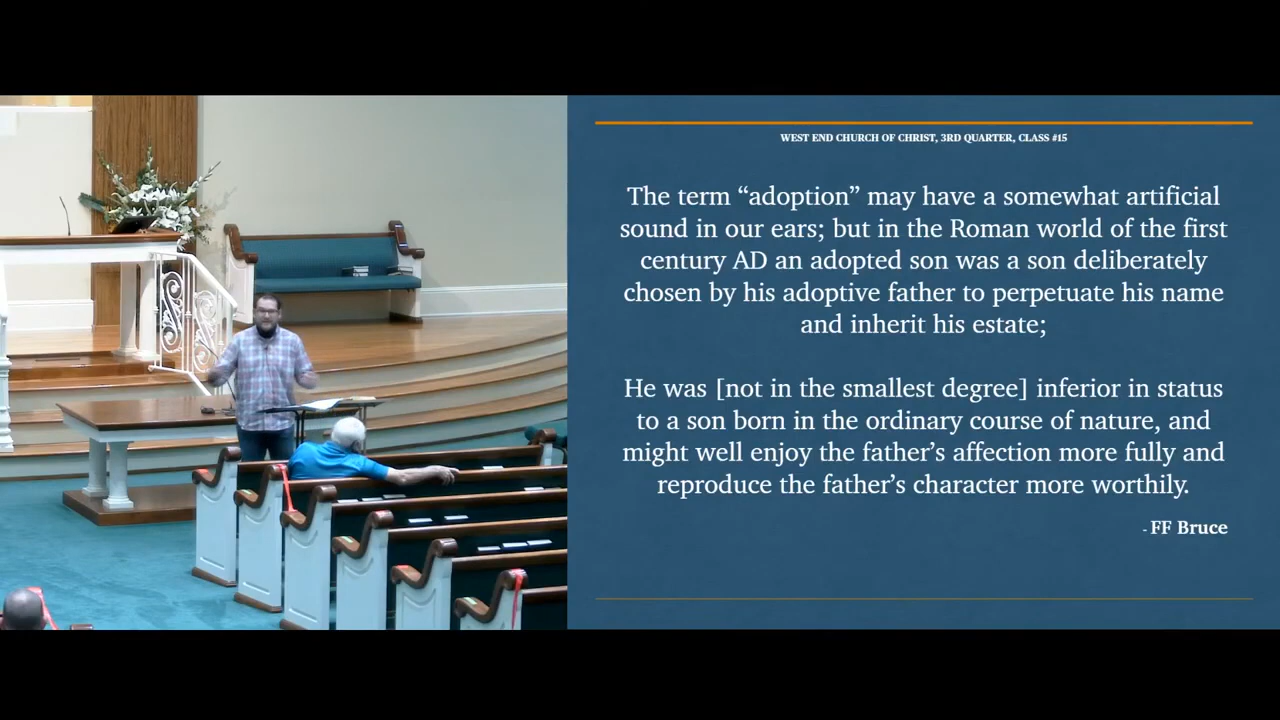 WEST END CHURCH OF CHRIST, 3RD QUARTER, CLASS #15
The term “adoption” may have a somewhat artificial
sound in our ears; but in the Roman world of the first
century AD an adopted son was a son deliberately
chosen by his adoptive father to perpetuate his name
and inherit his estate;
He was [not in the smallest degree] inferior in status
to a son born in the ordinary course of nature, and
might well enjoy the father’s affection more fully and
reproduce the father’s character more worthily.
- FF Bruce